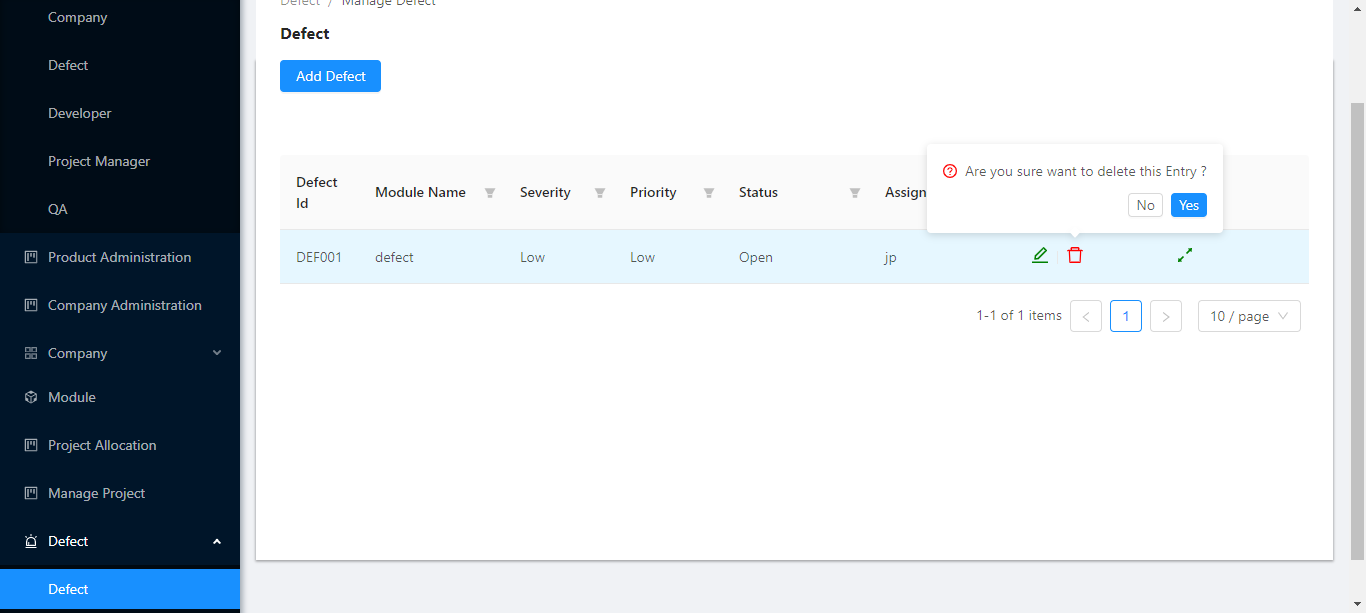 Company
Defect
Developer
Project Manager
QA
Product Administration
Company Administration
Company
Module
Project Allocation
Manage Project
Defect
Defect
Defect / Manage Defect
Defect
Add Defect
Are you sure want to delete this Entry ?
No Yes
Defect Id
Module Name
Severity
Priority
Status
Assign
DEF001 defect Low Low Open jp
1-1 of 1 items < 1 > 10 / page